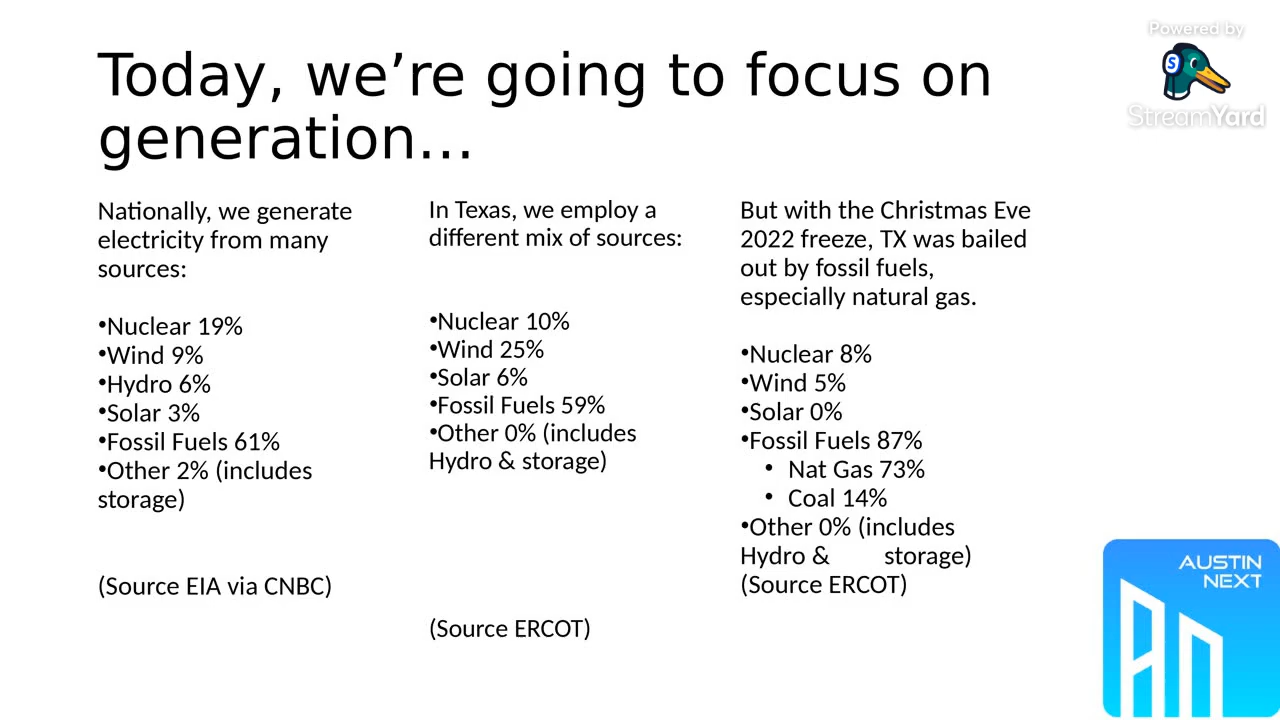 Powered by
StreamYard
Today, we’re going to focus on
generation…
Nationally, we generate
electricity from many
sources:
•Nuclear 19%
•Wind 9%
•Hydro 6%
•Solar 3%
•Fossil Fuels 61%
•Other 2% (includes
storage)
(Source EIA via CNBC)
In Texas, we employ a
different mix of sources:
•Nuclear 10%
•Wind 25%
•Solar 6%
•Fossil Fuels 59%
•Other 0% (includes
Hydro & storage)
(Source ERCOT)
But with the Christmas Eve
2022 freeze, TX was bailed
out by fossil fuels,
especially natural gas.
•Nuclear 8%
•Wind 5%
•Solar 0%
•Fossil Fuels 87%
• Nat Gas 73%
• Coal 14%
•Other 0% (includes
Hydro & storage)
(Source ERCOT)
AUSTIN
NEXT